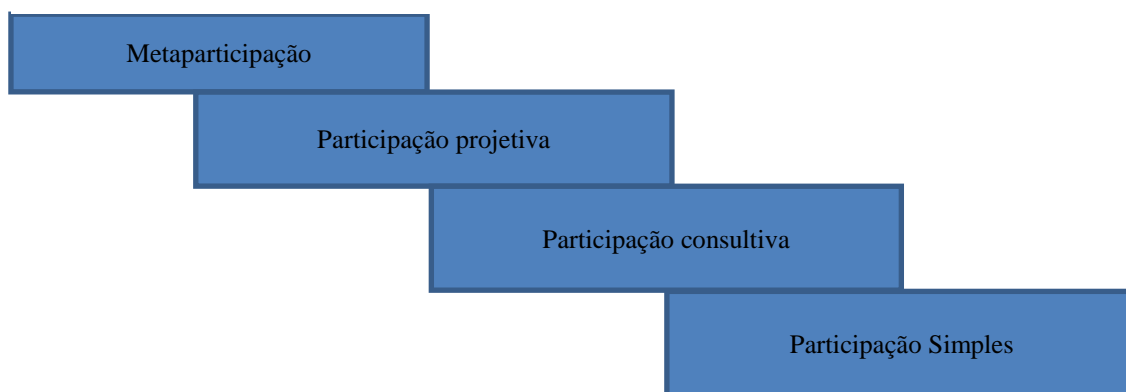 Metaparticipação
Participação projetiva
Participação consultiva
Participação Simples